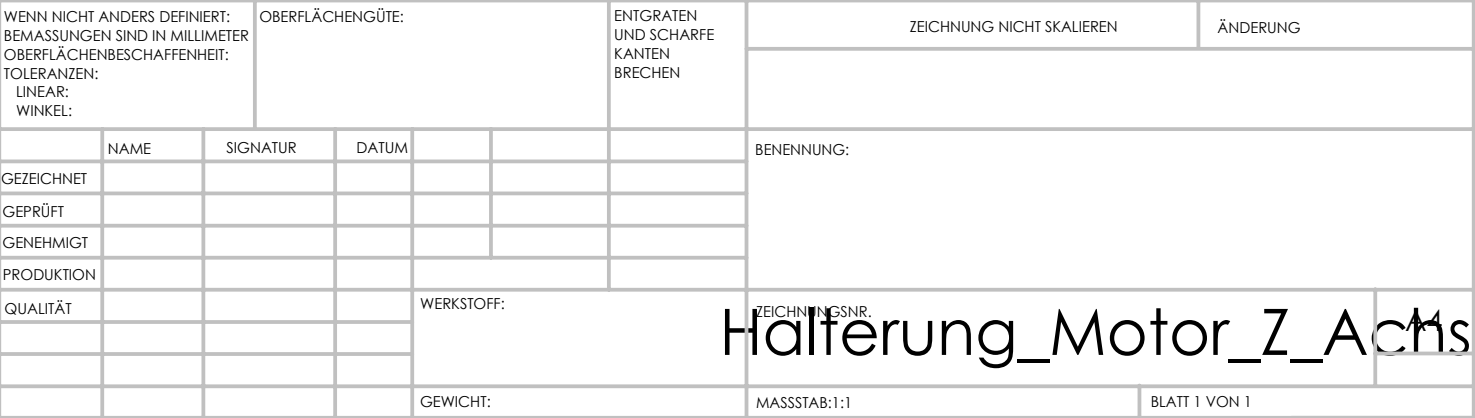 WENN NICHT ANDERS DEFINIERT:
BEMASSUNGEN SIND IN MILLIMETER
OBERFLÄCHENBESCHAFFENHEIT:
TOLERANZEN:
LINEAR:
WINKEL:
OBERFLÄCHENGÜTE:
ENTGRATEN
UND SCHARFE
KANTEN
BRECHEN
ZEICHNUNG NICHT SKALIEREN
ÄNDERUNG
NAME SIGNATUR DATUM
BENENNUNG:
GEZEICHNET
GEPRÜFT
GENEHMIGT
PRODUKTION
QUALITÄT
WERKSTOFF:
ZEICHNUNGSNR.
Halterung_Motor_Z_Achs
A4
GEWICHT:
MASSSTAB:1:1
BLATT 1 VON 1